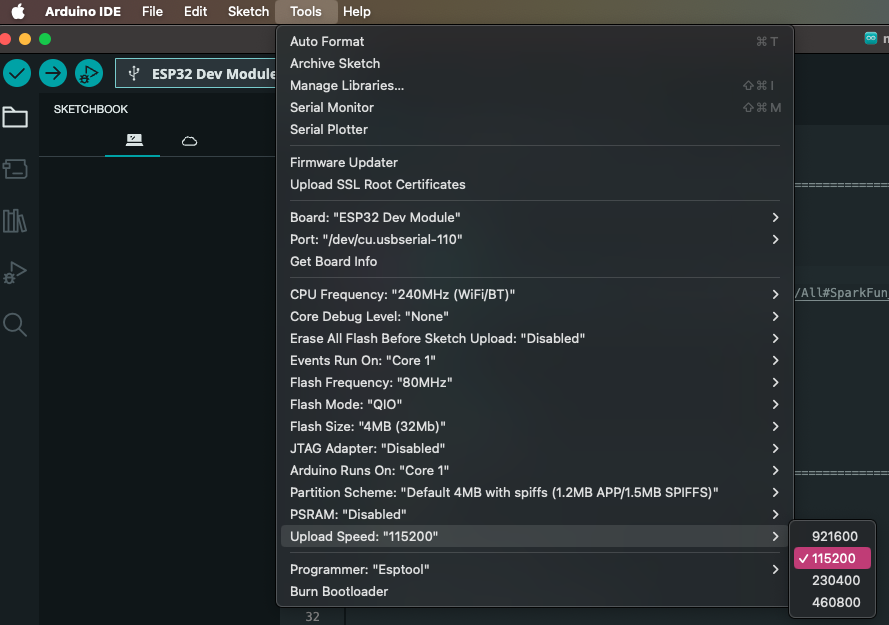 Arduino IDE File Edit Sketch Tools Help
ESP32 Dev Module
SKETCHBOOK
Auto Format ⌘ T
Archive Sketch
Manage Libraries... ⇧ ⌘ I
Serial Monitor ⇧ ⌘ M
Serial Plotter
Firmware Updater
Upload SSL Root Certificates
Board: "ESP32 Dev Module"
Port: "/dev/cu.usbserial-110"
Get Board Info
CPU Frequency: "240MHz (WiFi/BT)"
/All#SparkFun_
Core Debug Level: "None"
Erase All Flash Before Sketch Upload: "Disabled"
Events Run On: "Core 1"
Flash Frequency: "80MHz"
Flash Mode: "QIO"
Flash Size: "4MB (32Mb)"
JTAG Adapter: "Disabled"
Arduino Runs On: "Core 1"
Partition Scheme: "Default 4MB with spiffs (1.2MB APP/1.5MB SPIFFS)"
PSRAM: "Disabled"
Upload Speed: "115200"
921600
✓ 115200
230400
460800
Programmer: "Esptool"
Burn Bootloader
32